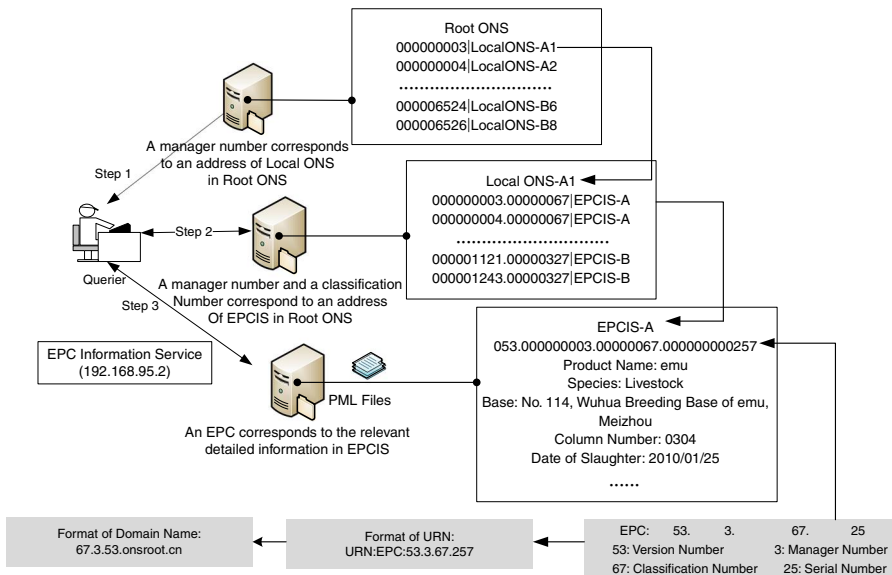 Root ONS
000000003|LocalONS-A1
000000004|LocalONS-A2
...............................
000006524|LocalONS-B6
000006526|LocalONS-B8
A manager number corresponds
to an address of Local ONS
in Root ONS
Step 1
Local ONS-A1
000000003.00000067|EPCIS-A
000000004.00000067|EPCIS-A
...............................
000001121.00000327|EPCIS-B
000001243.00000327|EPCIS-B
Step 2
Querier
A manager number and a classification
Number correspond to an address
Of EPCIS in Root ONS
Step 3
EPC Information Service
(192.168.95.2)
PML Files
An EPC corresponds to the relevant
detailed information in EPCIS
EPCIS-A
053.000000003.00000067.000000000257
Product Name: emu
Species: Livestock
Base: No. 114, Wuhua Breeding Base of emu,
Meizhou
Column Number: 0304
Date of Slaughter: 2010/01/25
......
Format of Domain Name:
67.3.53.onsroot.cn
Format of URN:
URN:EPC:53.3.67.257
EPC: 53. 3. 67. 25
53: Version Number 3: Manager Number
67: Classification Number 25: Serial Number